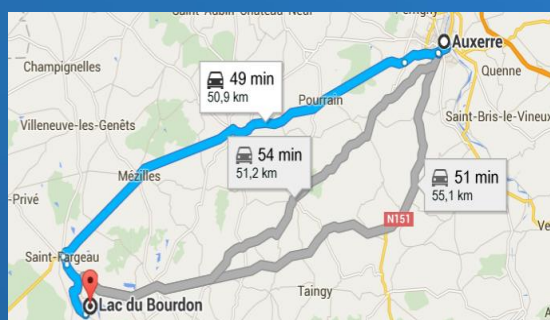 Champignelles
Auxerre
Quenne
49 min
50,9 km
Pourrain
Saint-Bris-le-Vineux
Villeneuve-les-Genêts
54 min
51,2 km
51 min
55,1 km
Mézilles
-Privé
N151
Saint-Fargeau
Taingy
Lac du Bourdon